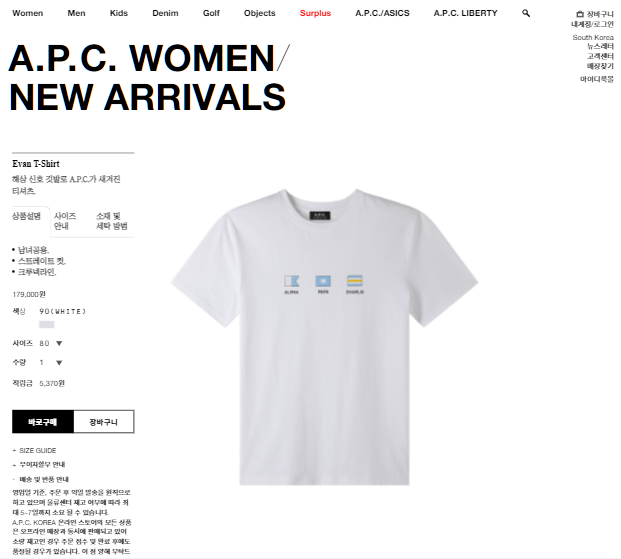 Women Men Kids Denim Golf Objects Surplus A.P.C./ASICS A.P.C. LIBERTY
장바구니
내계정/로그인
South Korea
뉴스레터
고객센터
매장찾기
아이디룩몰
A.P.C. WOMEN/
NEW ARRIVALS
Evan T-Shirt
해상 신호 깃발로 A.P.C.가 새겨진
티셔츠.
상품설명 사이즈 안내 소재 및 세탁 방법
• 남녀공용.
• 스트레이트 컷.
• 크루넥라인.
179,000원
색상 90(WHITE)
사이즈 80 ▼
수량 1 ▼
적립금 5,370원
바로구매 장바구니
+ SIZE GUIDE
+ 무이자할부 안내
- 배송 및 반품 안내
영업일 기준, 주문 후 익일 발송을 원칙으로
하고 있으며 물류센터 재고 여부에 따라 최
대 5-7일까지 소요 될 수 있습니다.
A.P.C. KOREA 온라인 스토어의 모든 상품
은 오프라인 매장과 동시에 판매되고 있어
소량 재고인 경우 주문 접수 및 완료 후에도
품절될 경우가 있습니다. 이 점 양해 부탁드
A.P.C.
ALPHA PAPA CHARLIE